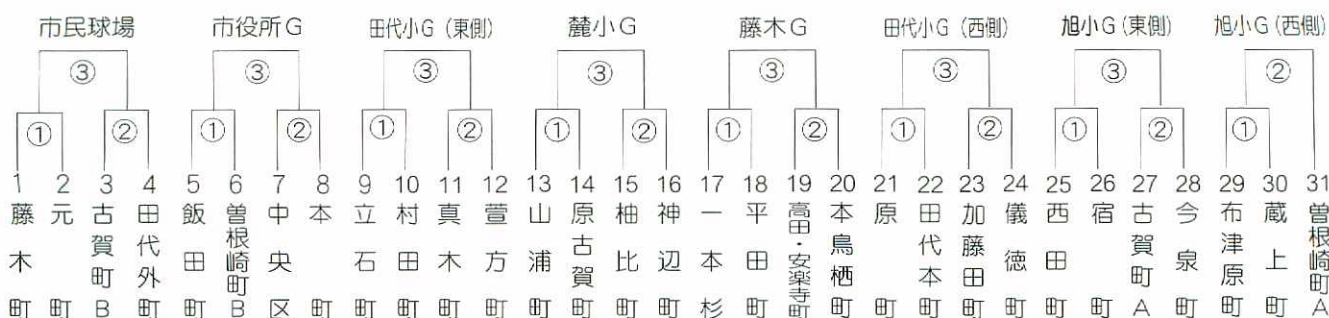 市民球場 市役所G 田代小G(東側) 麓小G 藤木G 田代小G(西側) 旭小G(東側) 旭小G(西側)
③ ③ ③ ③ ③ ③ ③ ②
① ② ① ② ① ② ① ② ① ② ① ② ① ② ①
1 2 3 4 5 6 7 8 9 10 11 12 13 14 15 16 17 18 19 20 21 22 23 24 25 26 27 28 29 30 31
藤木町
元町
古賀町B
田代外町
飯田町
曽根崎町B
中央区
本町
立石町
村田町
真木町
萱方町
山浦町
原古賀町
柚比町
神辺町
一本杉
平田町
高田・安楽寺町
本鳥栖町
原町
田代本町
加藤田町
儀徳町
西田町
宿町
古賀町A
今泉町
布津原町
蔵上町
曽根崎町A